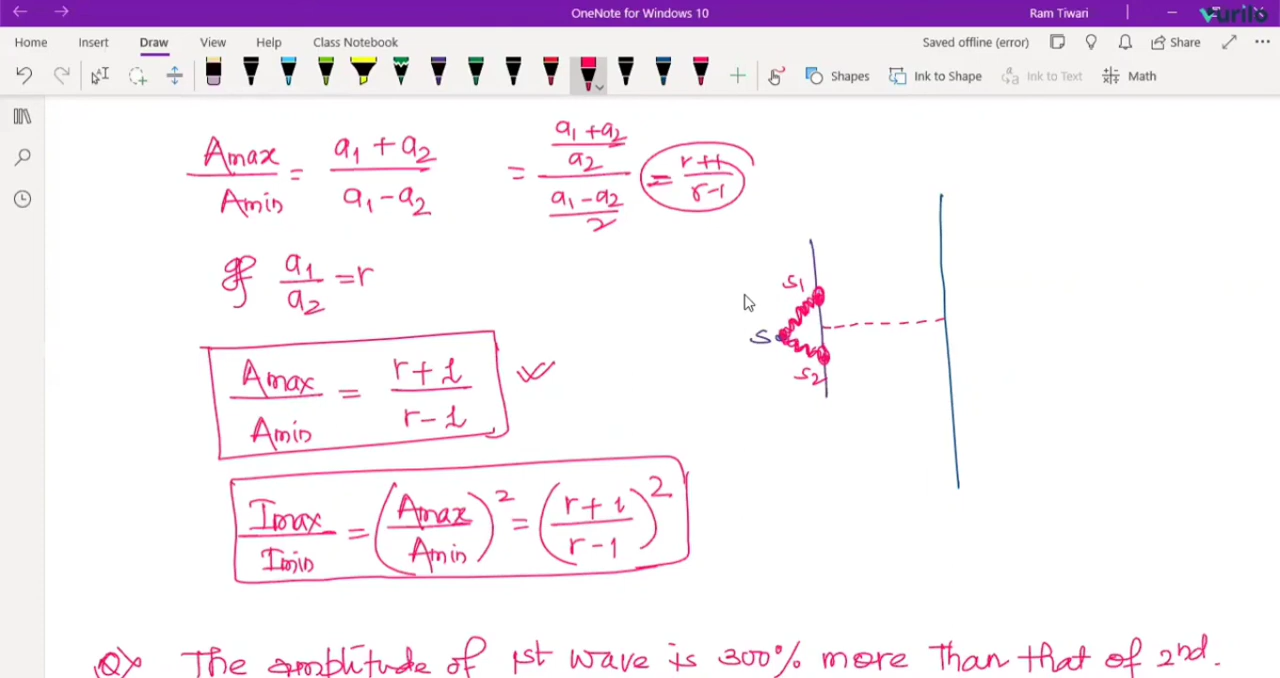 OneNote for Windows 10
Ram Tiwari
Vurilo
Home Insert Draw View Help Class Notebook
Saved offline (error) Share
Shapes Ink to Shape Ink to Text Math
Amax / Amin = a1 + a2 / a1 - a2 = a1 + a2 / a2 / a1 - a2 / 2 = r+1 / r-1
If a1 / a2 = r
S1
S
S2
Amax / Amin = r+1 / r-1
Imax / Imin = (Amax / Amin)² = (r+1 / r-1)²
Q> The amplitude of 1st wave is 300% more than that of 2nd.